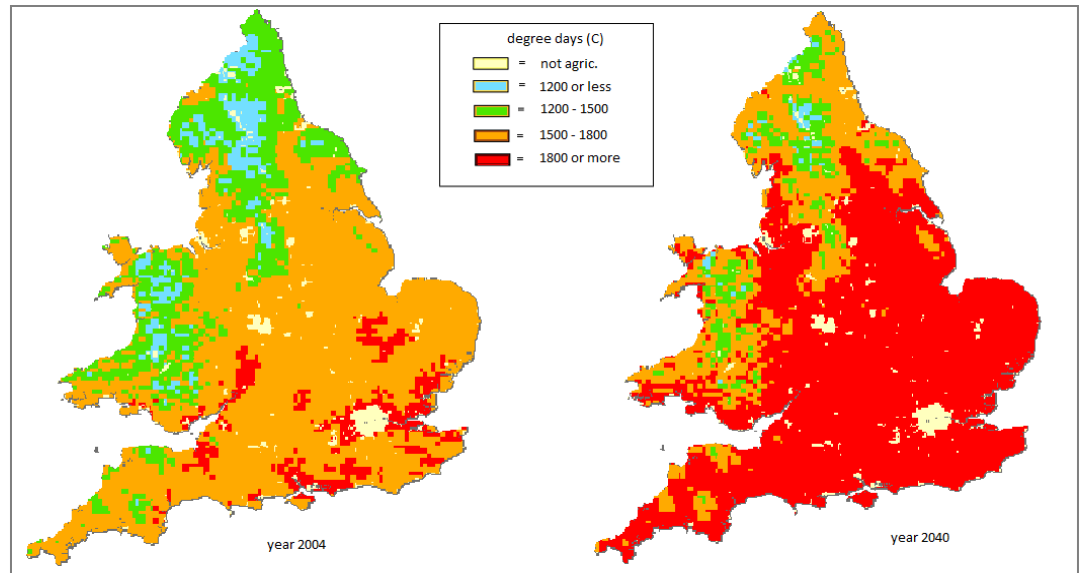 degree days (C)
= not agric.
= 1200 or less
= 1200 - 1500
= 1500 - 1800
= 1800 or more
year 2004
year 2040